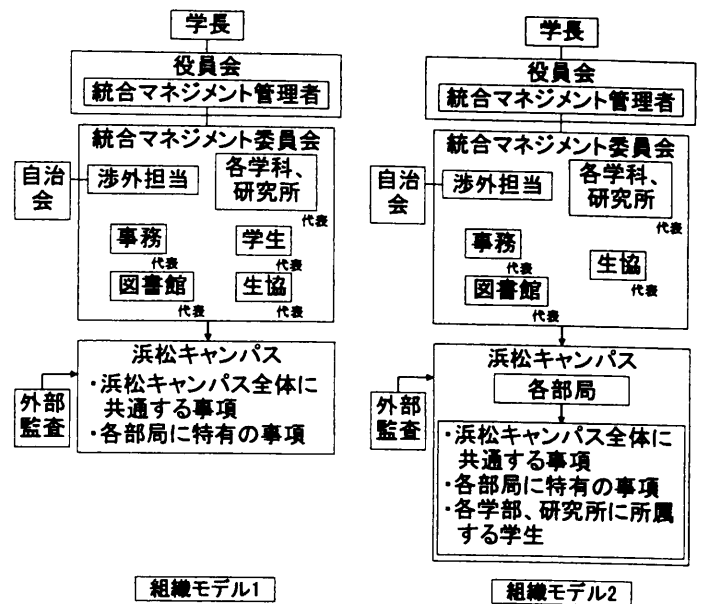 学長
役員会
統合マネジメント管理者
統合マネジメント委員会
自治
会
渉外担当
各学科、
研究所
代表
事務
代表
学生
代表
図書館
代表
生協
代表
浜松キャンパス
・浜松キャンパス全体に
共通する事項
・各部局に特有の事項
外部
監査
組織モデル1
学長
役員会
統合マネジメント管理者
統合マネジメント委員会
自治
会
渉外担当
各学科、
研究所
代表
事務
代表
生協
代表
図書館
代表
浜松キャンパス
各部局
外部
監査
・浜松キャンパス全体に
共通する事項
・各部局に特有の事項
・各学部、研究所に所属
する学生
組織モデル2